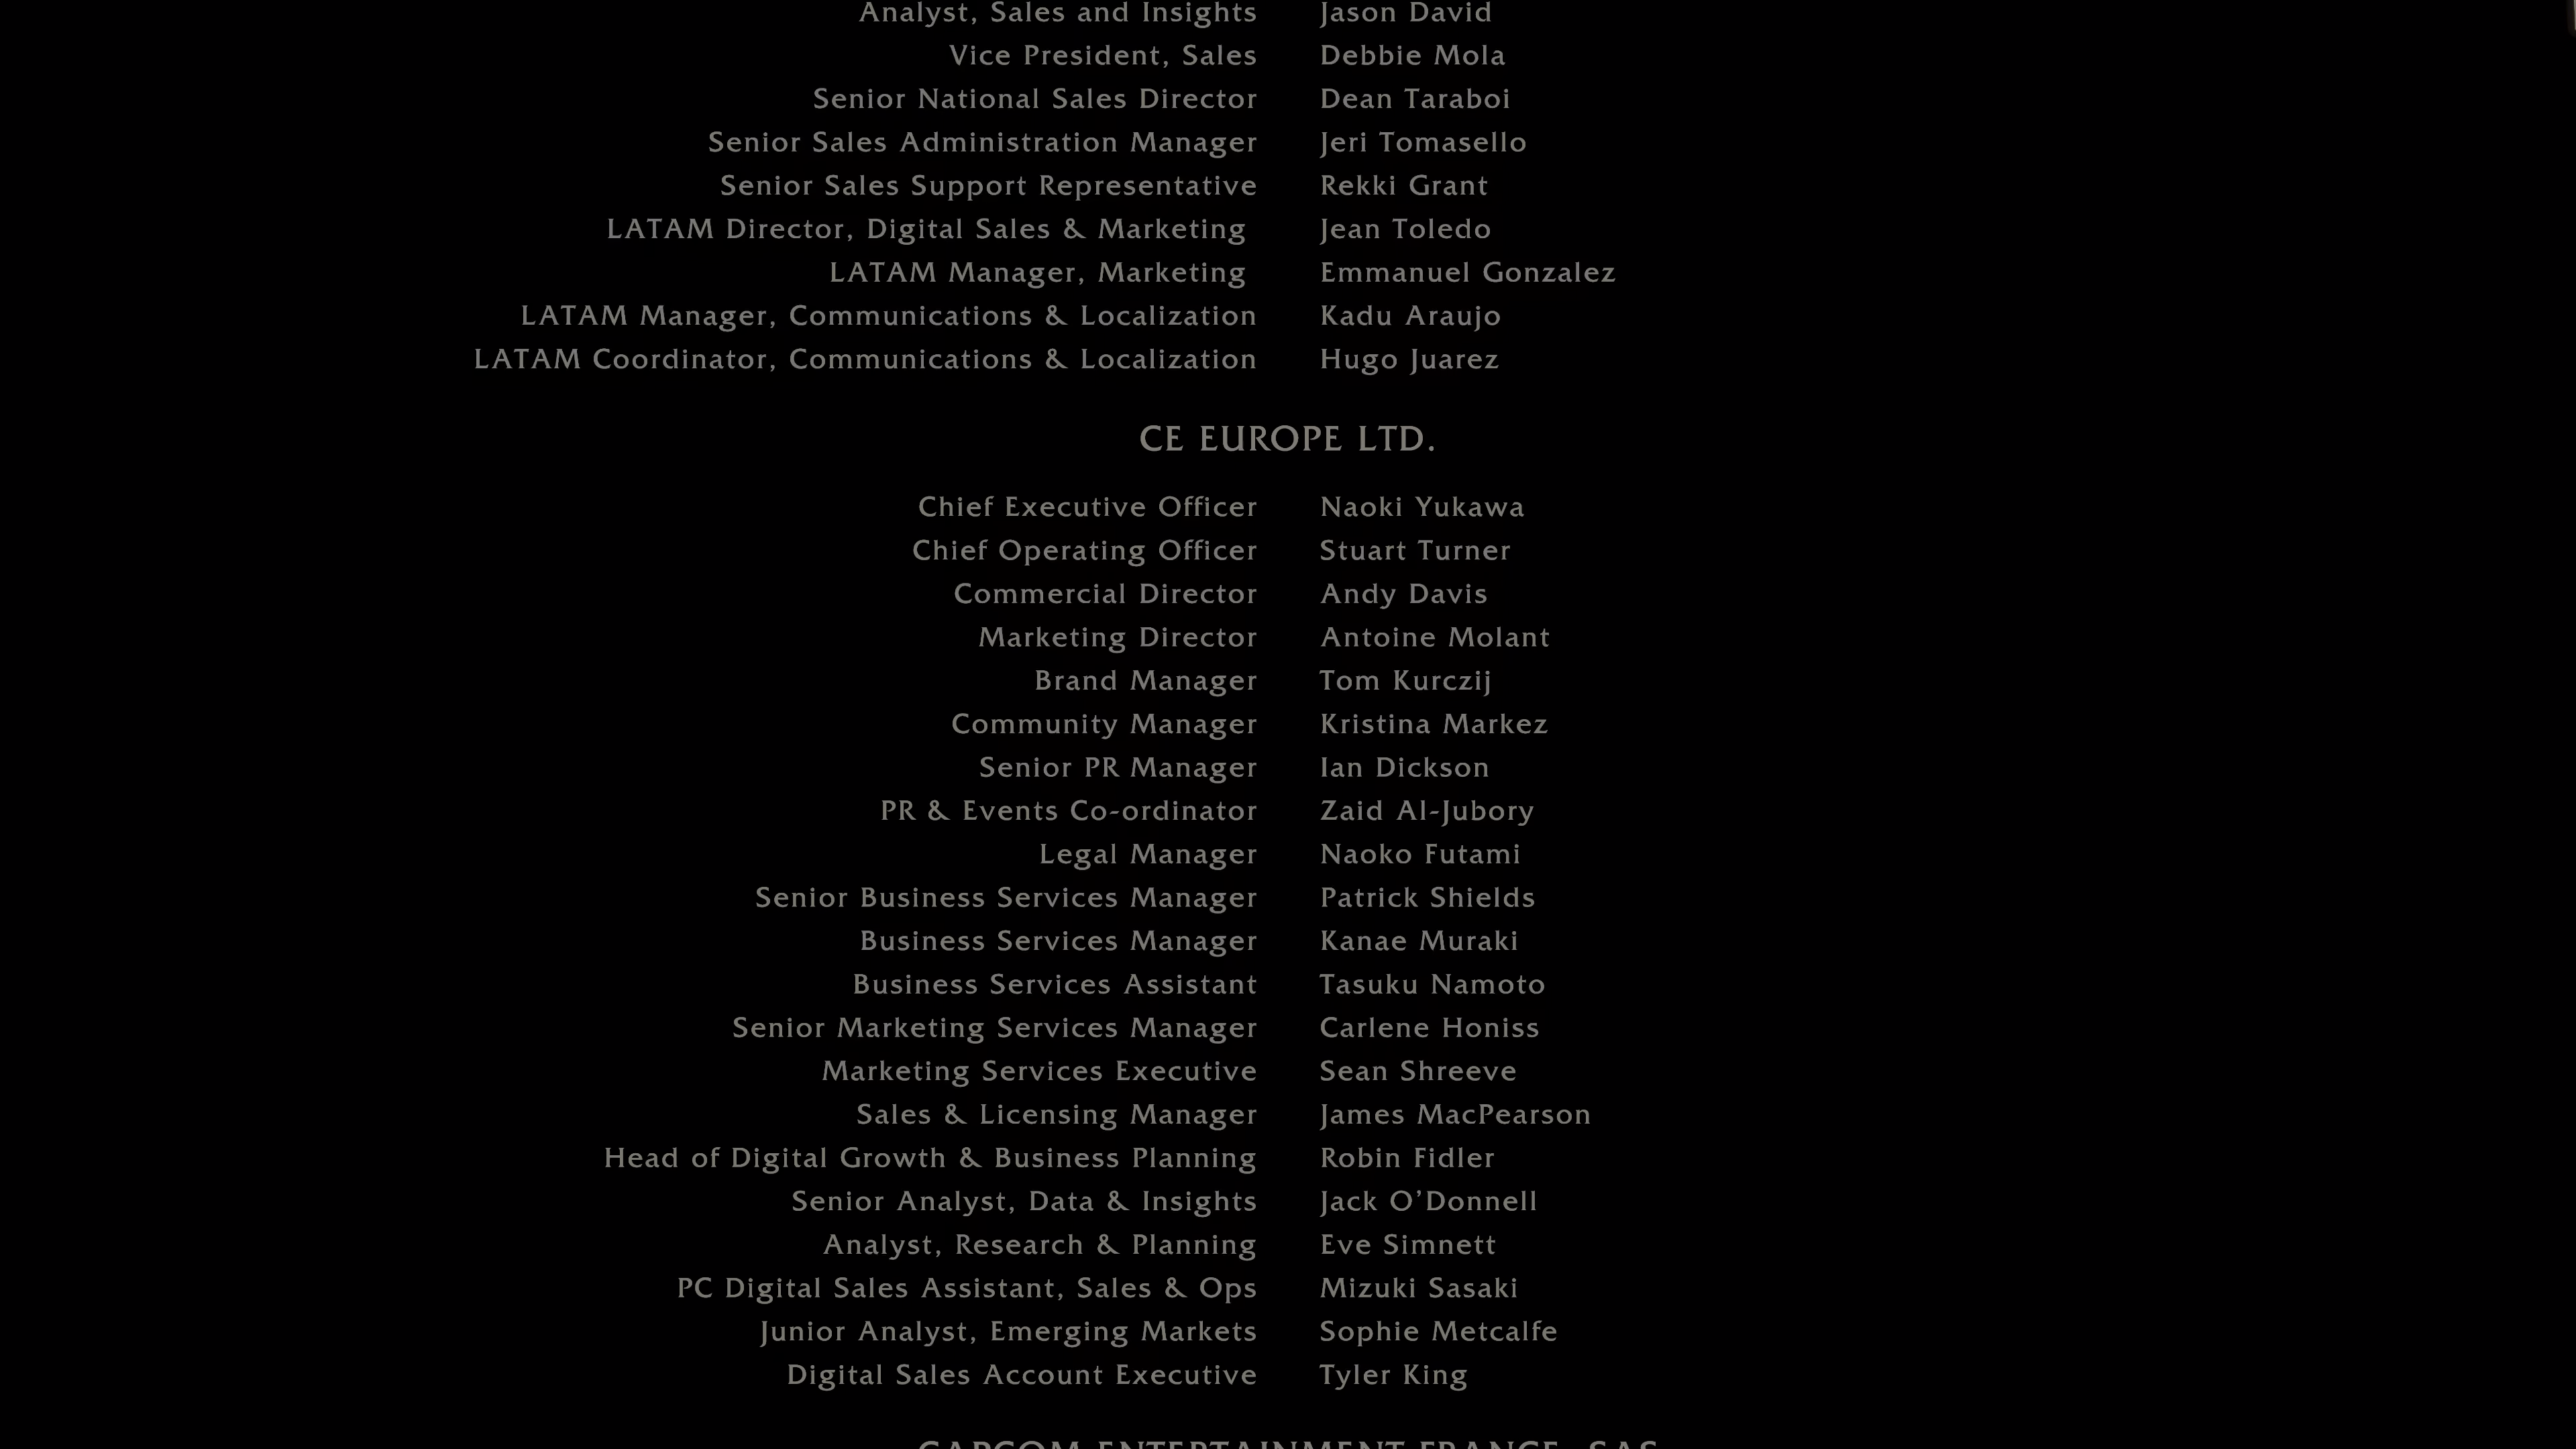 Analyst, Sales and Insights Jason David
Vice President, Sales Debbie Mola
Senior National Sales Director Dean Taraboi
Senior Sales Administration Manager Jeri Tomasello
Senior Sales Support Representative Rekki Grant
LATAM Director, Digital Sales & Marketing Jean Toledo
LATAM Manager, Marketing Emmanuel Gonzalez
LATAM Manager, Communications & Localization Kadu Araujo
LATAM Coordinator, Communications & Localization Hugo Juarez
CE EUROPE LTD.
Chief Executive Officer Naoki Yukawa
Chief Operating Officer Stuart Turner
Commercial Director Andy Davis
Marketing Director Antoine Molant
Brand Manager Tom Kurczij
Community Manager Kristina Markez
Senior PR Manager Ian Dickson
PR & Events Co-ordinator Zaid Al-Jubory
Legal Manager Naoko Futami
Senior Business Services Manager Patrick Shields
Business Services Manager Kanae Muraki
Business Services Assistant Tasuku Namoto
Senior Marketing Services Manager Carlene Honiss
Marketing Services Executive Sean Shreeve
Sales & Licensing Manager James MacPearson
Head of Digital Growth & Business Planning Robin Fidler
Senior Analyst, Data & Insights Jack O’Donnell
Analyst, Research & Planning Eve Simnett
PC Digital Sales Assistant, Sales & Ops Mizuki Sasaki
Junior Analyst, Emerging Markets Sophie Metcalfe
Digital Sales Account Executive Tyler King
CAPCOM ENTERTAINMENT FRANCE, SAS